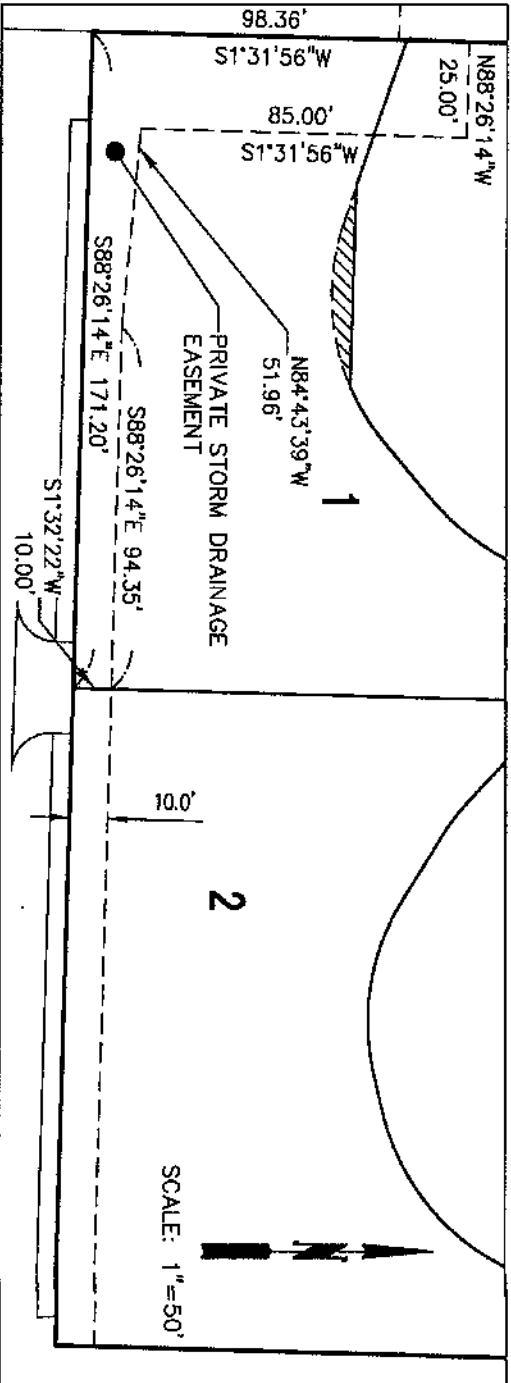 98.36'
S1°31'56"W
N88°26'14"W
25.00'
85.00'
S1°31'56"W
N84°43'39"W
51.96'
PRIVATE STORM DRAINAGE
EASEMENT
1
S88°26'14"E 94.35'
S88°26'14"E 171.20'
S1°32'22"W
10.00'
10.0'
2
N
SCALE: 1"=50'